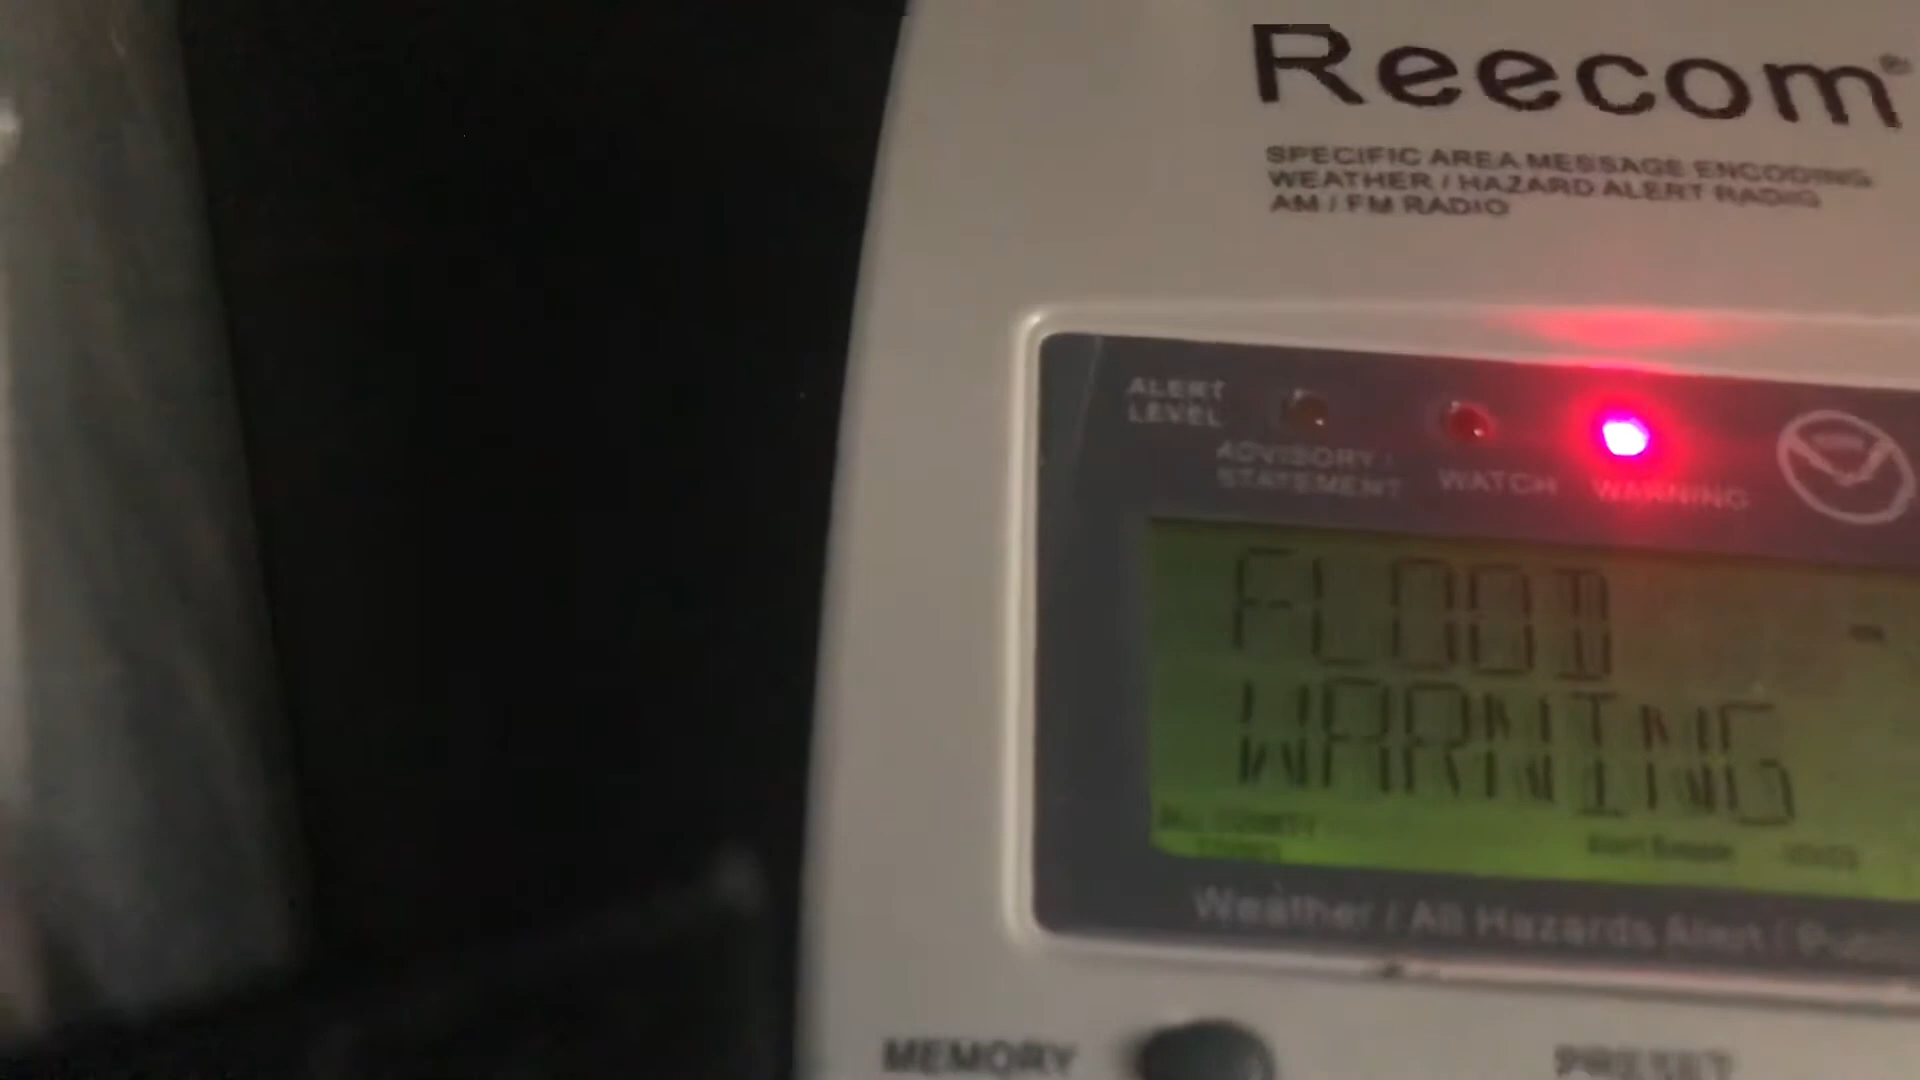 Reecom®
SPECIFIC AREA MESSAGE ENCODING
WEATHER / HAZARD ALERT RADIO
AM / FM RADIO
ALERT
LEVEL
ADVISORY /
STATEMENT
WATCH
WARNING
FLOOD
WARNING
Weather / All Hazards Alert /
MEMORY
PRESET